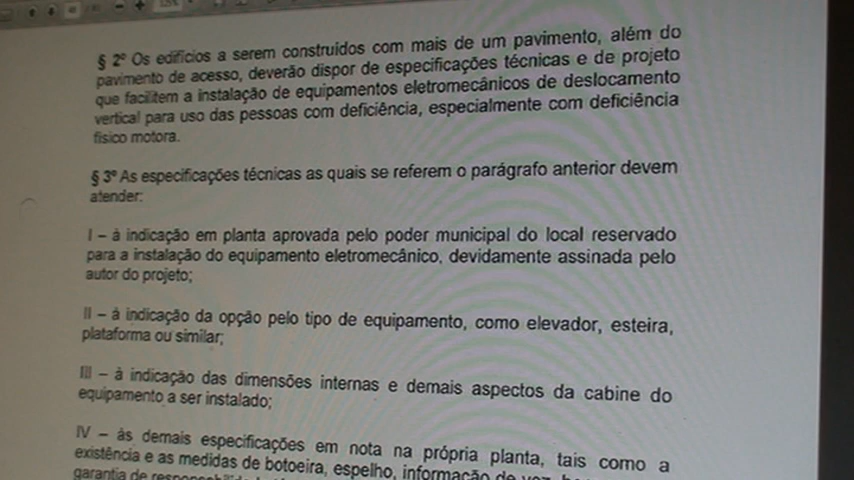 § 2º Os edifícios a serem construídos com mais de um pavimento, além do
pavimento de acesso, deverão dispor de especificações técnicas e de projeto
que facilitem a instalação de equipamentos eletromecânicos de deslocamento
vertical para uso das pessoas com deficiência, especialmente com deficiência
físico motora.
§ 3º As especificações técnicas as quais se referem o parágrafo anterior devem
atender:
I – à indicação em planta aprovada pelo poder municipal do local reservado
para a instalação do equipamento eletromecânico, devidamente assinada pelo
autor do projeto;
II – à indicação da opção pelo tipo de equipamento, como elevador, esteira,
plataforma ou similar;
III – à indicação das dimensões internas e demais aspectos da cabine do
equipamento a ser instalado;
IV – às demais especificações em nota na própria planta, tais como a
existência e as medidas de botoeira, espelho, informação de voz,
garantia de